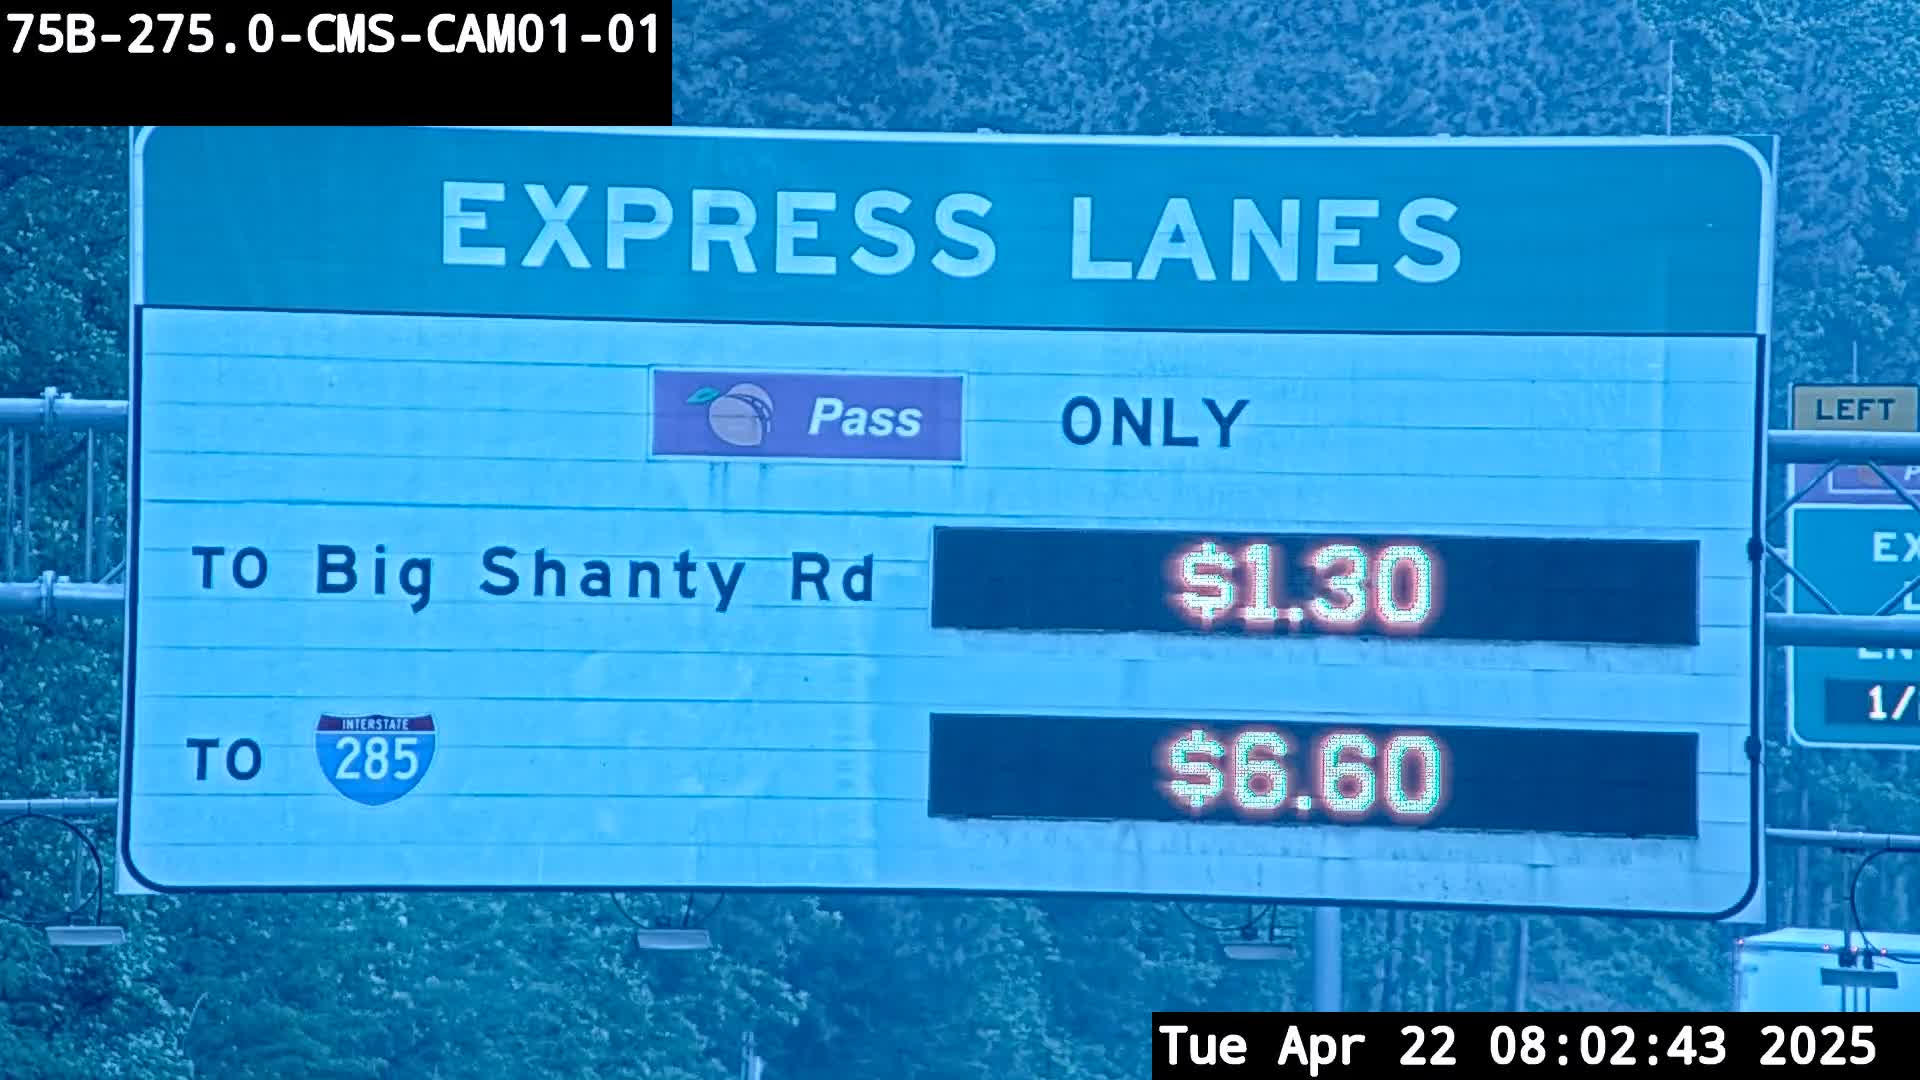 75B-275.0-CMS-CAM01-01
EXPRESS LANES
Pass ONLY
TO Big Shanty Rd $1.30
TO INTERSTATE 285 $6.60
LEFT
Tue Apr 22 08:02:43 2025